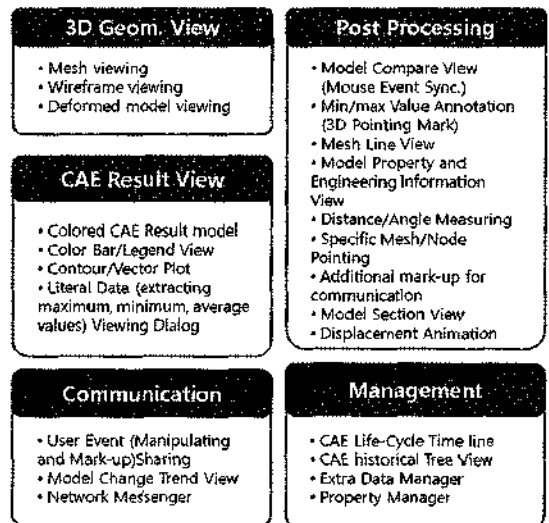 3D Geom. View
• Mesh viewing
• Wireframe viewing
• Deformed model viewing
CAE Result View
• Colored CAE Result model
• Color Bar/Legend View
• Contour/Vector Plot
• Literal Data (extracting
maximum, minimum, average
values) Viewing Dialog
Communication
• User Event (Manipulating
and Mark-up)Sharing
• Model Change Trend View
• Network Messenger
Post Processing
• Model Compare View
(Mouse Event Sync.)
• Min/max Value Annotation
(3D Pointing Mark)
• Mesh Line View
• Model Property and
Engineering Information
View
• Distance/Angle Measuring
• Specific Mesh/Node
Pointing
• Additional mark-up for
communication
• Model Section View
• Displacement Animation
Management
• CAE Life-Cycle Time line
• CAE historical Tree View
• Extra Data Manager
• Property Manager